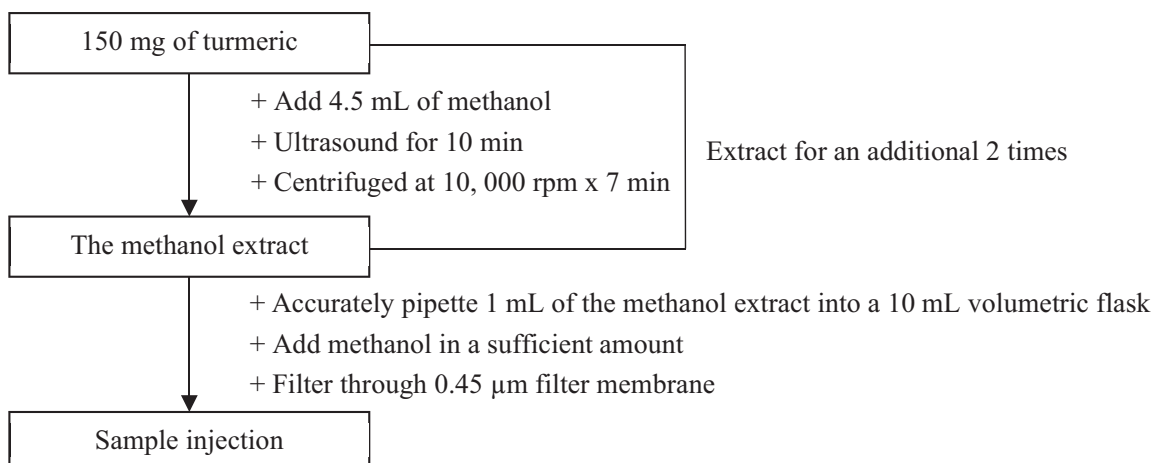 150 mg of turmeric
+ Add 4.5 mL of methanol
+ Ultrasound for 10 min
+ Centrifuged at 10, 000 rpm x 7 min
Extract for an additional 2 times
The methanol extract
+ Accurately pipette 1 mL of the methanol extract into a 10 mL volumetric flask
+ Add methanol in a sufficient amount
+ Filter through 0.45 µm filter membrane
Sample injection